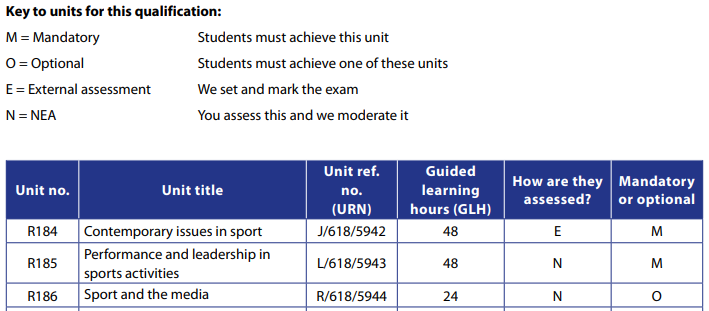 Key to units for this qualification:
M = Mandatory Students must achieve this unit
O = Optional Students must achieve one of these units
E = External assessment We set and mark the exam
N = NEA You assess this and we moderate it
Unit no. Unit title Unit ref. no. (URN) Guided learning hours (GLH) How are they assessed? Mandatory or optional
R184 Contemporary issues in sport J/618/5942 48 E M
R185 Performance and leadership in sports activities L/618/5943 48 N M
R186 Sport and the media R/618/5944 24 N O